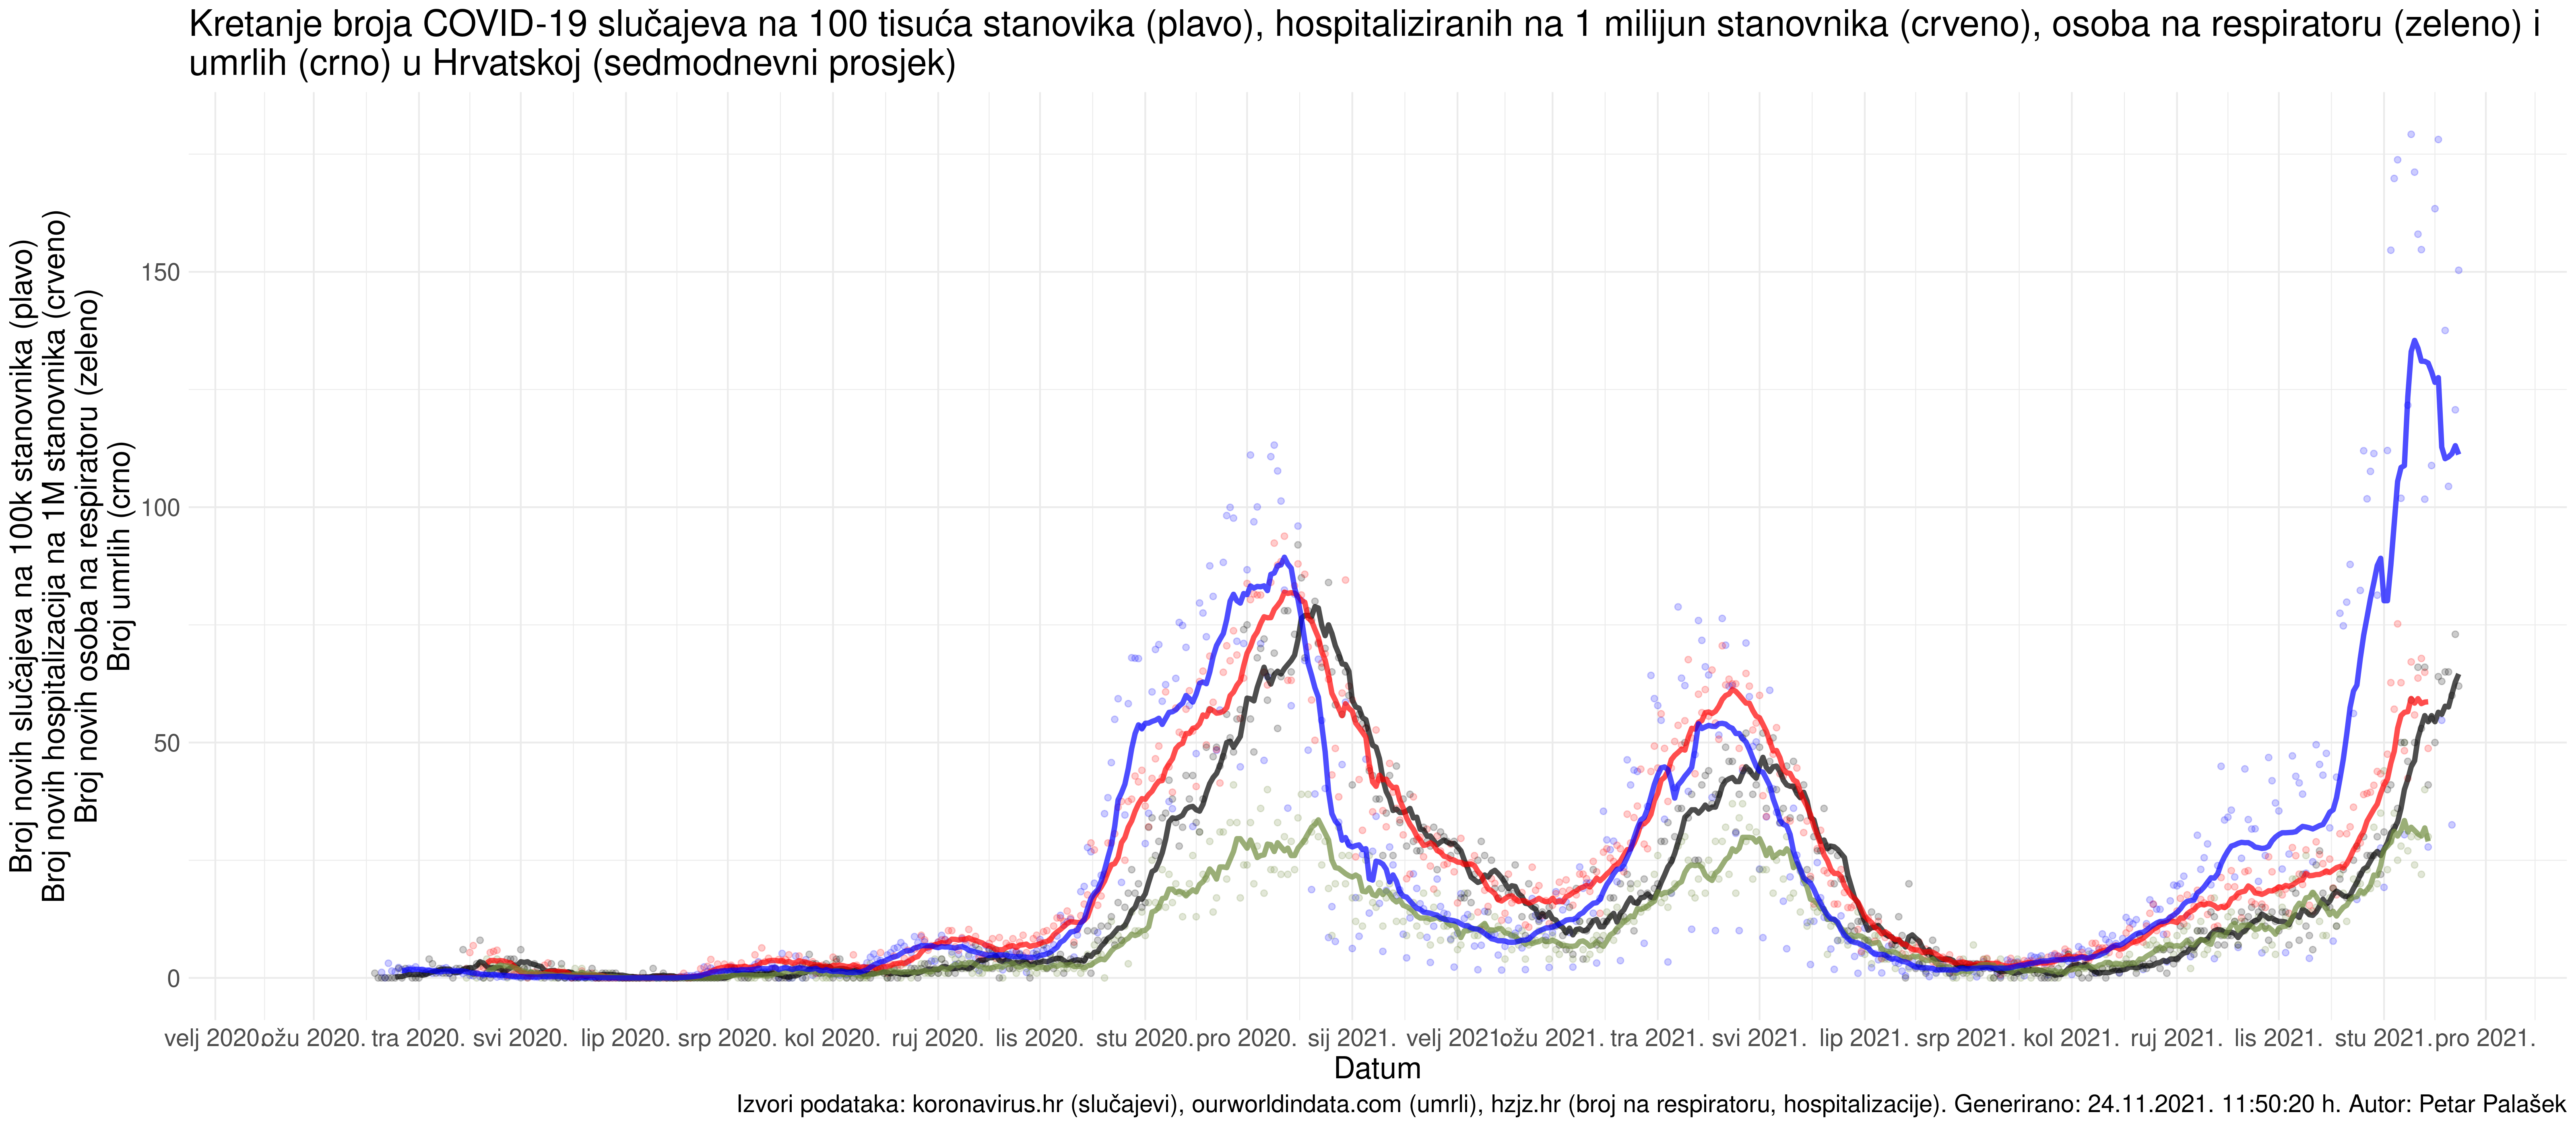 Kretanje broja COVID-19 slučajeva na 100 tisuća stanovika (plavo), hospitaliziranih na 1 milijun stanovnika (crveno), osoba na respiratoru (zeleno) i
umrlih (crno) u Hrvatskoj (sedmodnevni prosjek)
Broj novih slučajeva na 100k stanovnika (plavo)
Broj novih hospitalizacija na 1M stanovnika (crveno)
Broj novih osoba na respiratoru (zeleno)
Broj umrlih (crno)
150
100
50
0
velj 2020. ožu 2020. tra 2020. svi 2020. lip 2020. srp 2020. kol 2020. ruj 2020. lis 2020. stu 2020. pro 2020. sij 2021. velj 2021. ožu 2021. tra 2021. svi 2021. lip 2021. srp 2021. kol 2021. ruj 2021. lis 2021. stu 2021. pro 2021.
Datum
Izvori podataka: koronavirus.hr (slučajevi), ourworldindata.com (umrli), hzjz.hr (broj na respiratoru, hospitalizacije). Generirano: 24.11.2021. 11:50:20 h. Autor: Petar Palašek